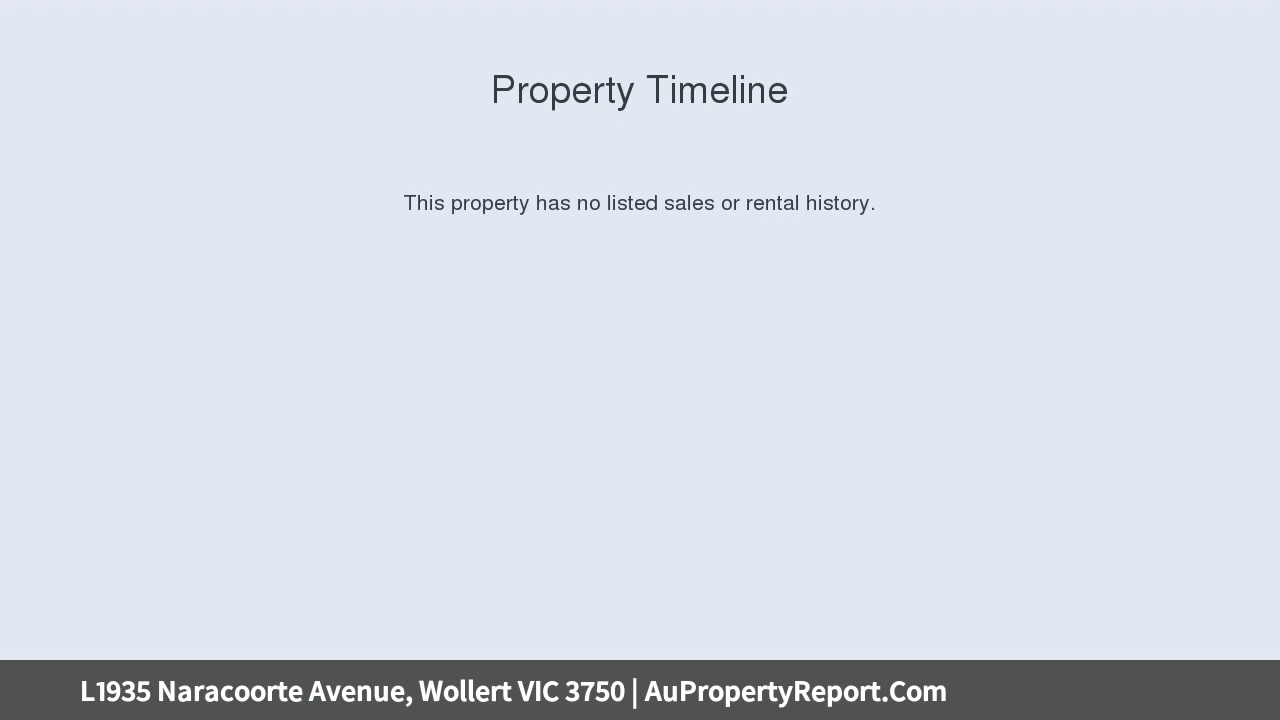 Property Timeline
This property has no listed sales or rental history.
L1935 Naracoorte Avenue, Wollert VIC 3750 | AuPropertyReport.Com